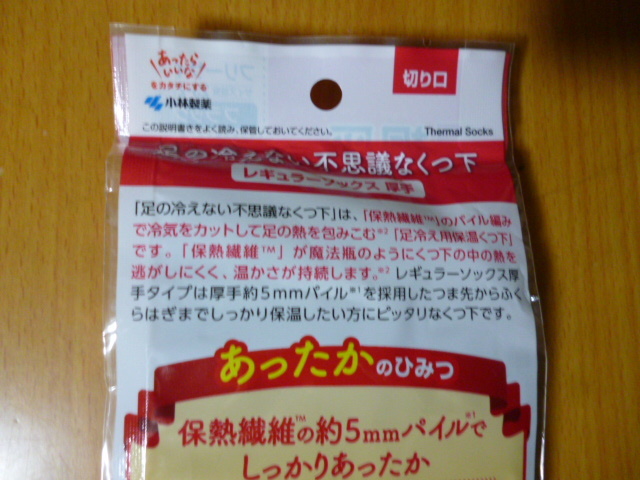 あったら
いいな
をカタチにする
小林製薬
切り口
この説明書きをよく読み、保管しておいてください。
Thermal Socks
足の冷えない不思議なくつ下
レギュラーソックス 厚手
「足の冷えない不思議なくつ下」は、「保熱繊維™」のパイル編み
で冷気をカットして足の熱を包みこむ※2「足冷え用保温くつ下」
です。「保熱繊維™」が魔法瓶のようにくつ下の中の熱を
逃がしにくく、温かさが持続します。※2 レギュラーソックス厚
手タイプは厚手約5mmパイル※1を採用したつま先からふく
らはぎまでしっかり保温したい方にピッタリなくつ下です。
あったかのひみつ
保熱繊維™の約5mmパイル※1で
しっかりあったか